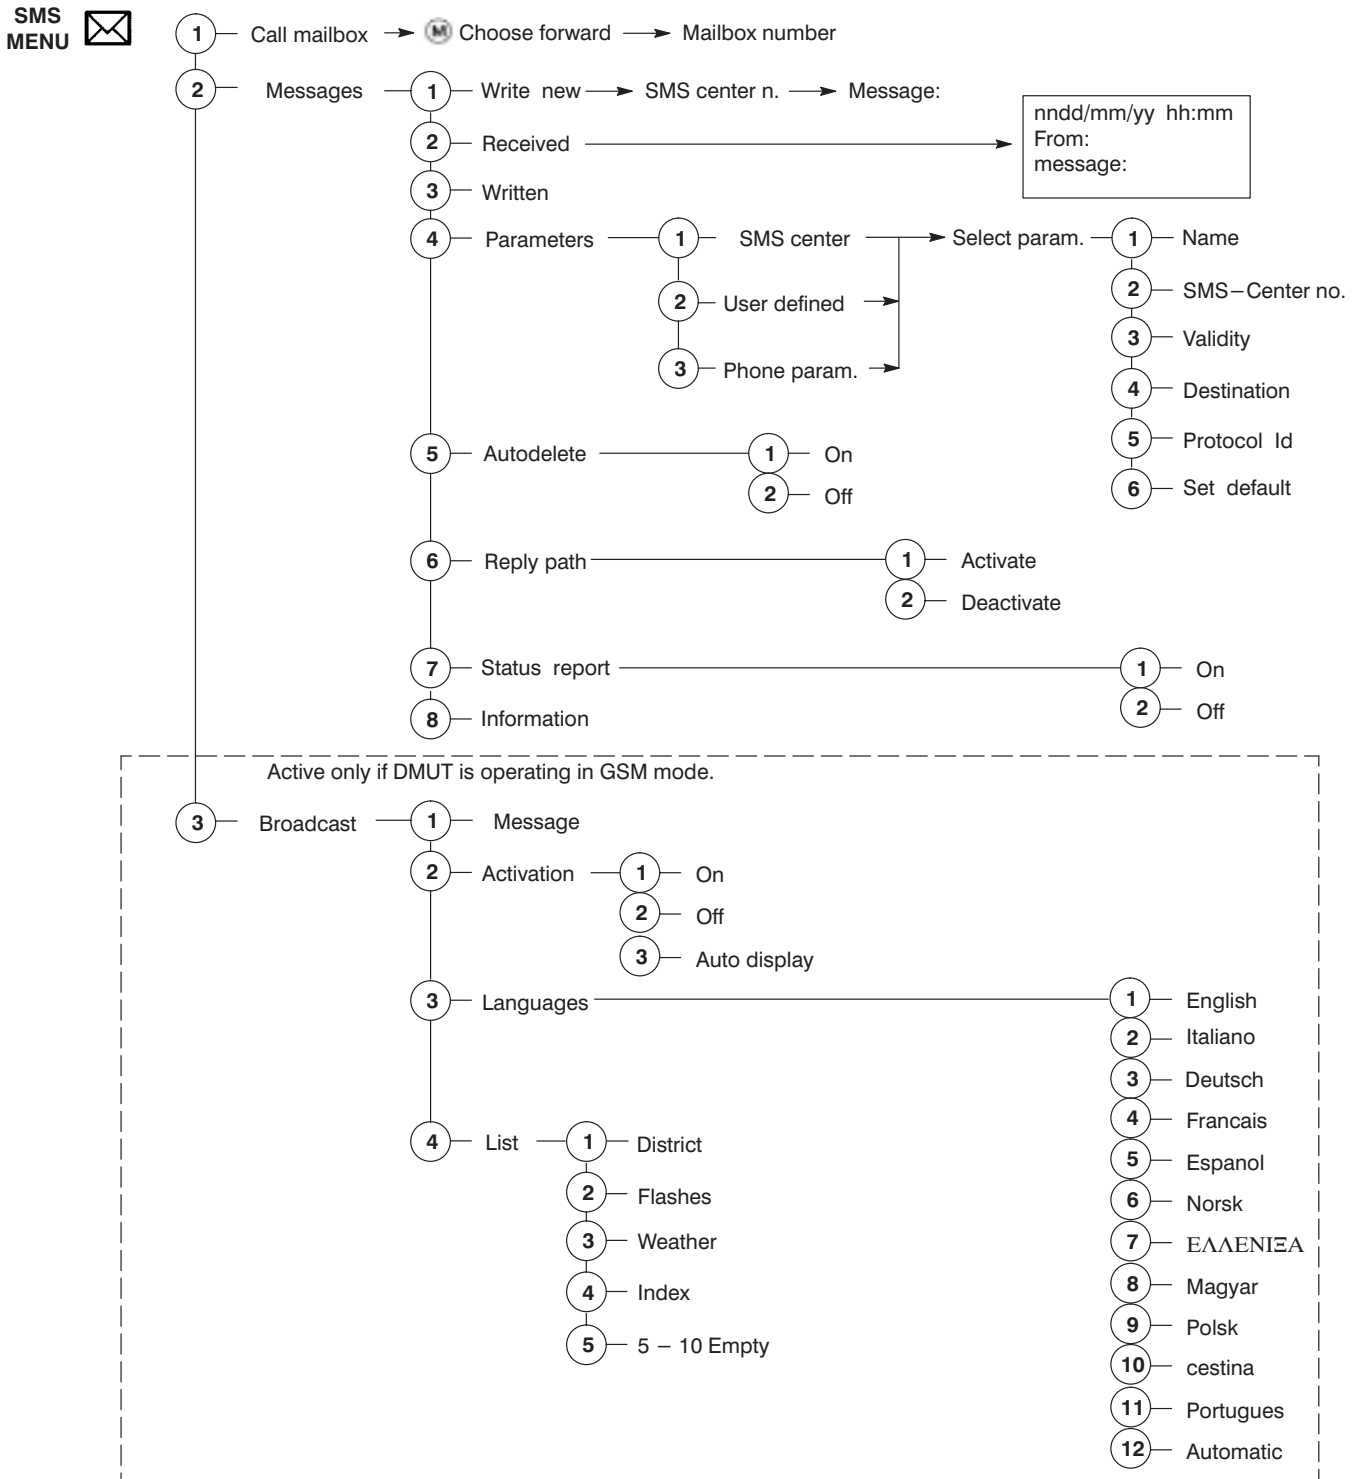 SMS
MENU
1 Call mailbox M Choose forward Mailbox number
2 Messages 1 Write new SMS center n. Message:
nndd/mm/yy hh:mm
From:
message:
2 Received
3 Written
4 Parameters 1 SMS center Select param. 1 Name
2 SMS–Center no.
2 User defined
3 Validity
3 Phone param.
4 Destination
5 Protocol Id
6 Set default
5 Autodelete 1 On
2 Off
6 Reply path 1 Activate
2 Deactivate
7 Status report 1 On
2 Off
8 Information
Active only if DMUT is operating in GSM mode.
3 Broadcast 1 Message
2 Activation 1 On
2 Off
3 Auto display
3 Languages 1 English
2 Italiano
3 Deutsch
4 Francais
5 Espanol
6 Norsk
7 ΕΛΛΕΝΙΞΑ
8 Magyar
9 Polsk
10 cestina
11 Portugues
12 Automatic
4 List 1 District
2 Flashes
3 Weather
4 Index
5 5 – 10 Empty